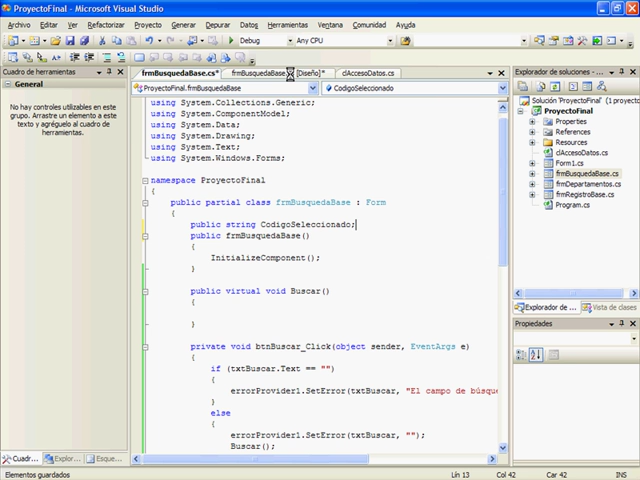 ProyectoFinal - Microsoft Visual Studio
Archivo Editar Ver Refactorizar Proyecto Generar Depurar Datos Herramientas Ventana Comunidad Ayuda
Debug Any CPU
Cuadro de herramientas
General
No hay controles utilizables en este
grupo. Arrastre un elemento a este
texto y agréguelo al cuadro de
herramientas.
Cuadr... Explor... Esque...
frmBusquedaBase.cs* frmBusquedaBase. [Diseño]* clAccesoDatos.cs
ProyectoFinal.frmBusquedaBase CodigoSeleccionado
using System.Collections.Generic;
using System.ComponentModel;
using System.Data;
using System.Drawing;
using System.Text;
using System.Windows.Forms;
namespace ProyectoFinal
{
public partial class frmBusquedaBase : Form
{
public string CodigoSeleccionado;
public frmBusquedaBase()
{
InitializeComponent();
}
public virtual void Buscar()
{
}
private void btnBuscar_Click(object sender, EventArgs e)
{
if (txtBuscar.Text == "")
{
errorProvider1.SetError(txtBuscar, "El campo de búsqu
}
else
{
errorProvider1.SetError(txtBuscar, "");
Buscar();
Explorador de soluciones - ...
Solución 'ProyectoFinal'
ProyectoFinal
Properties
References
Resources
clAccesoDatos.cs
Form1.cs
frmBusquedaBase.cs
frmDepartamentos.cs
frmRegistroBase.cs
Program.cs
Explorador de ... Vista de clases
Propiedades
Elementos guardados Lín 13 Col 42 Car 42 INS